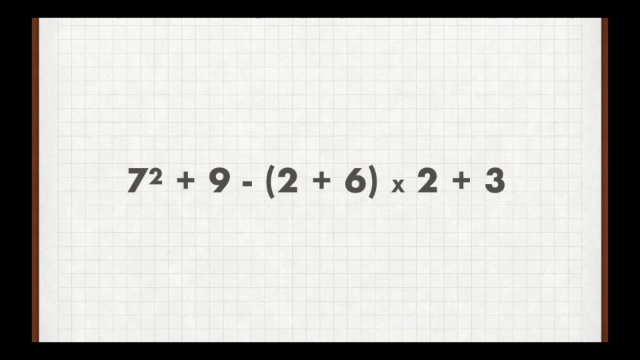 7² + 9 - (2 + 6) x 2 + 3